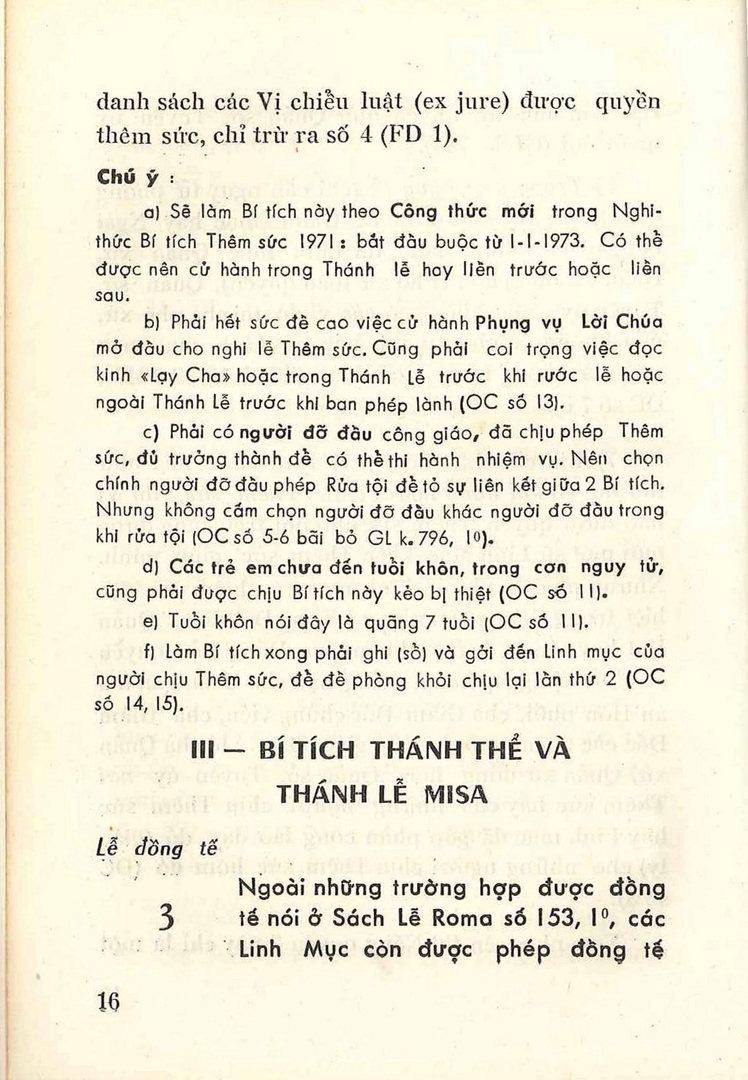 danh sách các Vị chiểu luật (ex jure) được quyền
thêm sức, chỉ trừ ra số 4 (FD 1).
Chú ý :
a) Sẽ làm Bí tích này theo Công thức mới trong Nghi-
thức Bí tích Thêm sức 1971 : bắt đầu buộc từ 1-1-1973. Có thể
được nên cử hành trong Thánh lễ hay liền trước hoặc liền
sau.
b) Phải hết sức đề cao việc cử hành Phụng vụ Lời Chúa
mở đầu cho nghi lễ Thêm sức. Cũng phải coi trọng việc đọc
kinh «Lạy Cha» hoặc trong Thánh Lễ trước khi rước lễ hoặc
ngoài Thánh Lễ trước khi ban phép lành (OC số 13).
c) Phải có người đỡ đầu công giáo, đã chịu phép Thêm
sức, đủ trưởng thành để có thể thi hành nhiệm vụ. Nên chọn
chính người đỡ đầu phép Rửa tội để tỏ sự liên kết giữa 2 Bí tích.
Nhưng không cấm chọn người đỡ đầu khác người đỡ đầu trong
khi rửa tội (OC số 5-6 bãi bỏ GL k. 796, 1⁰).
d) Các trẻ em chưa đến tuổi khôn, trong cơn nguy tử,
cũng phải được chịu Bí tích này kẻo bị thiệt (OC số 11).
e) Tuổi khôn nói đây là quãng 7 tuổi (OC số 11).
f) Làm Bí tích xong phải ghi (sổ) và gởi đến Linh mục của
người chịu Thêm sức, để đề phòng khỏi chịu lại lần thứ 2 (OC
số 14, 15).
III — BÍ TÍCH THÁNH THỂ VÀ
THÁNH LỄ MISA
Lễ đồng tế
3 Ngoài những trường hợp được đồng
tế nói ở Sách Lễ Roma số 153, 1⁰, các
Linh Mục còn được phép đồng tế
16